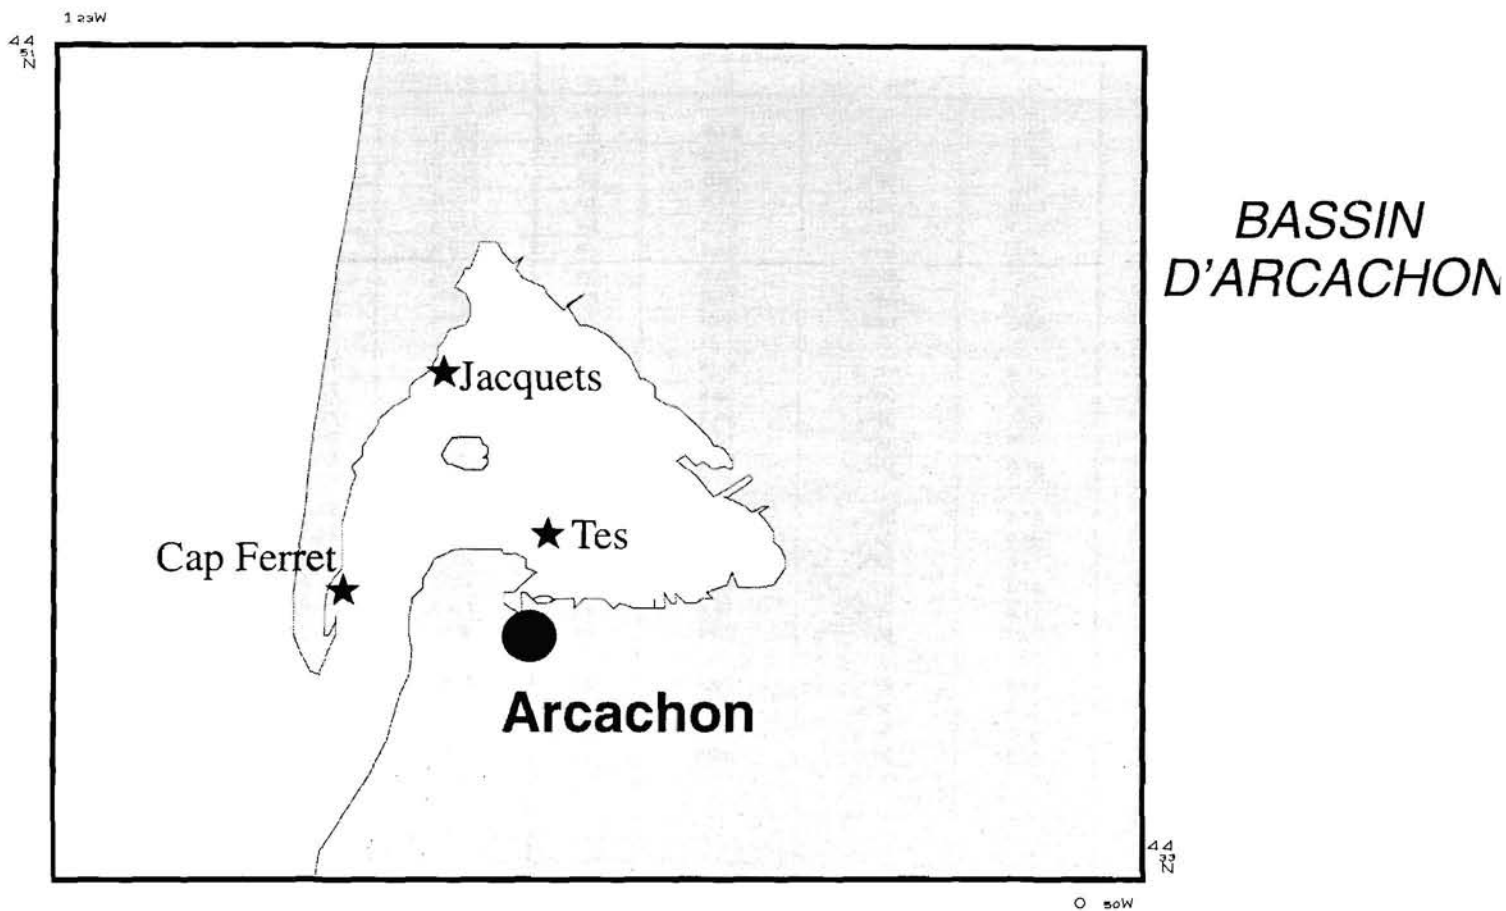 1 23W
44
51
N
BASSIN
D'ARCACHON
Jacquets
Tes
Cap Ferret
Arcachon
44
33
N
0 50W